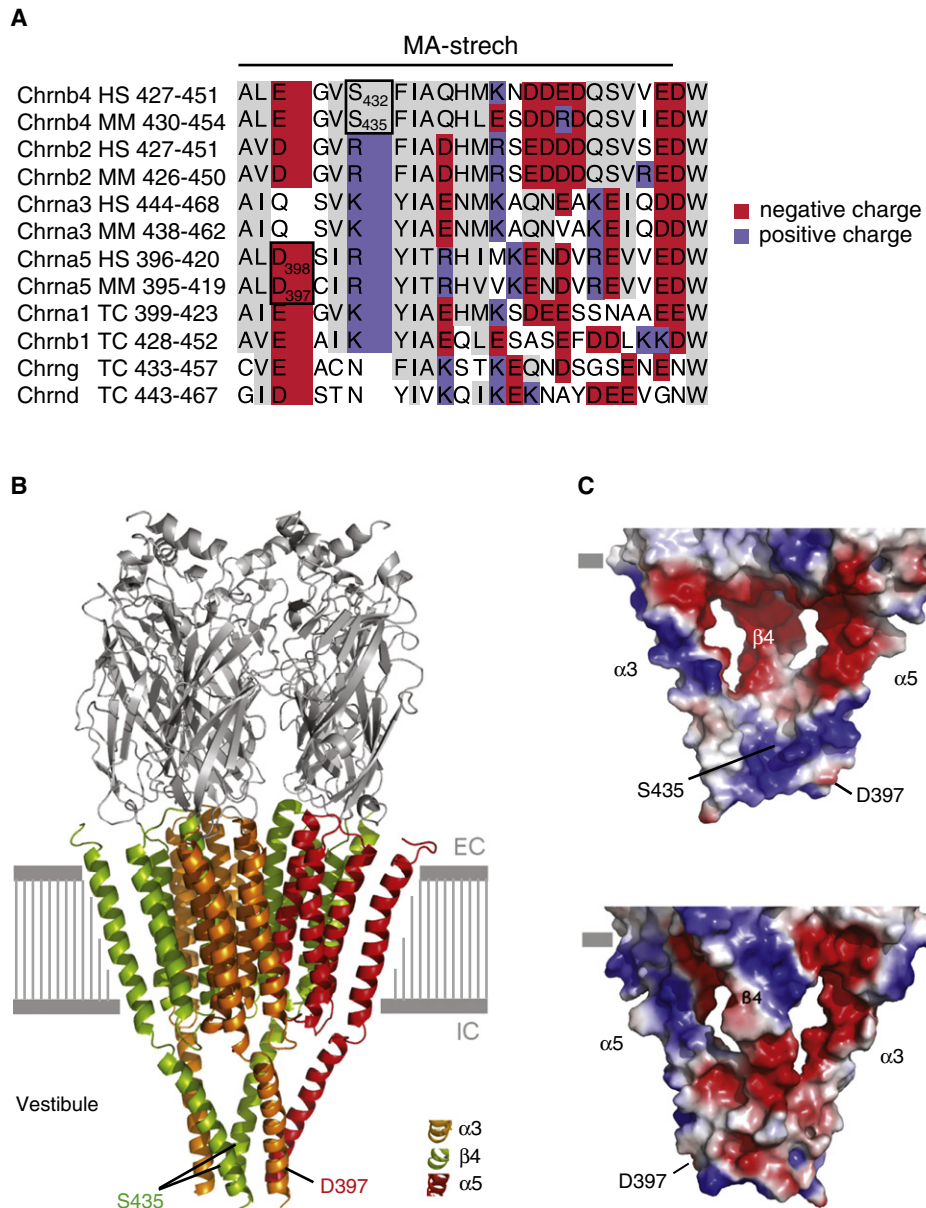 A
MA-strech
Chrnb4 HS 427-451 ALE GVS432FIAQHMKNDDEDQSVVEDW
Chrnb4 MM 430-454 ALE GVS435FIAQHLESDDRDQSVIEDW
Chrnb2 HS 427-451 AVD GVR FIADHMRSEDDDQSVSEDW
Chrnb2 MM 426-450 AVD GVR FIADHMRSEDDDQSVREDW
Chrna3 HS 444-468 AIQ SVK YIAENMKAQNEAKEIQDDW
Chrna3 MM 438-462 AIQ SVK YIAENMKAQNVAKEIQDDW
Chrna5 HS 396-420 ALD398 SIR YITRHIMKENDVREVVEDW
Chrna5 MM 395-419 ALD397 CIR YITRHVVKENDVREVVEDW
Chrna1 TC 399-423 AIE GVK YIAEHMKSDEESSNAAEEW
Chrnb1 TC 428-452 AVE AIK YIAEQLESASEFDDLKKDW
Chrng TC 433-457 CVE ACN FIAKSTKEQNDSGSENENW
Chrnd TC 443-467 GID STN YIVKQIKEKNAYDEEVGNW
negative charge
positive charge
B
EC
IC
Vestibule
α3
β4
α5
S435
D397
C
β4
α3
α5
S435
D397
β4
α5
α3
D397